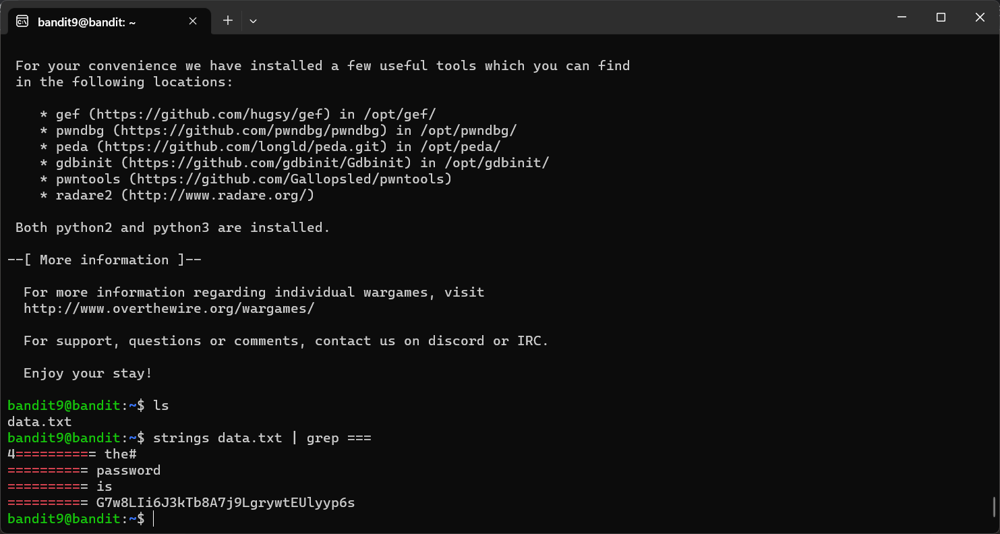 bandit9@bandit: ~
For your convenience we have installed a few useful tools which you can find
in the following locations:
* gef (https://github.com/hugsy/gef) in /opt/gef/
* pwndbg (https://github.com/pwndbg/pwndbg) in /opt/pwndbg/
* peda (https://github.com/longld/peda.git) in /opt/peda/
* gdbinit (https://github.com/gdbinit/Gdbinit) in /opt/gdbinit/
* pwntools (https://github.com/Gallopsled/pwntools)
* radare2 (http://www.radare.org/)
Both python2 and python3 are installed.
--[ More information ]--
For more information regarding individual wargames, visit
http://www.overthewire.org/wargames/
For support, questions or comments, contact us on discord or IRC.
Enjoy your stay!
bandit9@bandit:~$ ls
data.txt
bandit9@bandit:~$ strings data.txt | grep ===
4========== the#
========== password
========== is
========== G7w8LIi6J3kTb8A7j9LgrywtEUlyyp6s
bandit9@bandit:~$